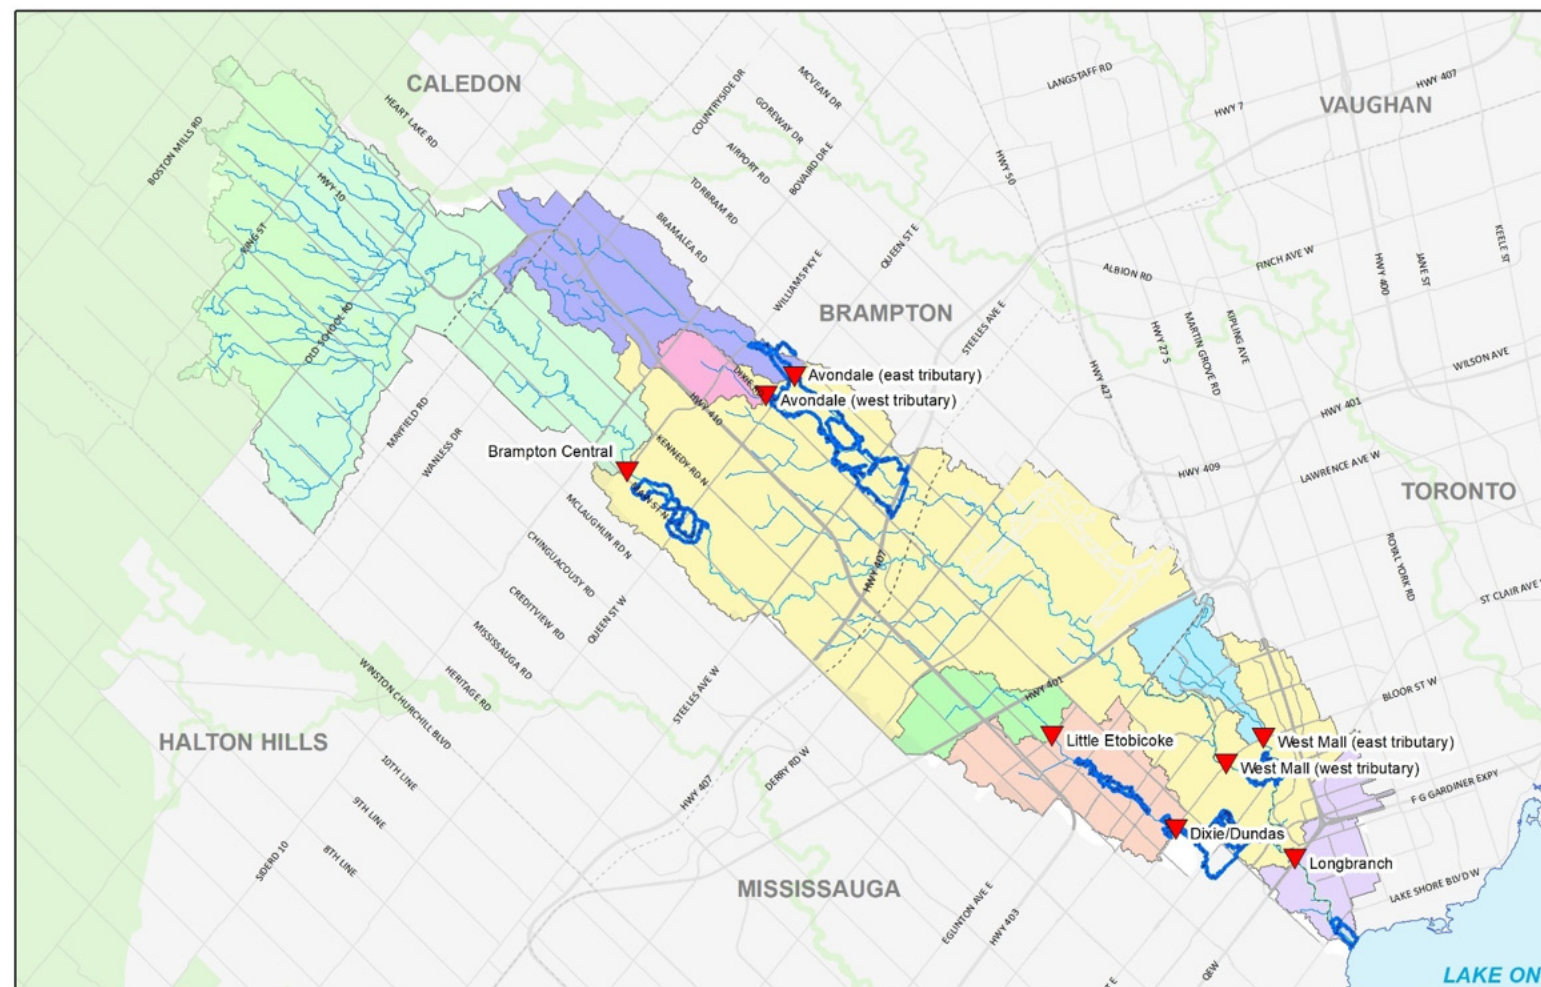 CALEDON
MCVEAN DR
LANGSTAFF RD
HWY 407
COUNTRYSIDE DR
GOREWAY DR
HWY 7
VAUGHAN
HEART LAKE RD
BOSTON MILLS RD
AIRPORT RD
BOVAIRD DR E
HWY 50
HWY 10
TORBRAM RD
BRAMALEA RD
KING ST
QUEEN ST E
KEELE ST
FINCH AVE W
JANE ST
HWY 400
ALBION RD
WILLIAMS PKY E
BRAMPTON
OLD SCHOOL RD
STEELES AVE E
HWY 27 S
MARTIN GROVE RD
KIPLING AVE
WILSON AVE
Avondale (east tributary)
HWY 427
Avondale (west tributary)
HWY 410
HWY 401
MAYFIELD RD
WANLESS DR
Brampton Central
KENNEDY RD N
HWY 409
LAWRENCE AVE W
TORONTO
MAIN ST N
MCLAUGHLIN RD N
CHINGUACOUSY RD
HWY 407
ROYAL YORK RD
ST CLAIR AVE
CREDITVIEW RD
QUEEN ST W
MISSISSAUGA RD
HERITAGE RD
WINSTON CHURCHILL BLVD
STEELES AVE W
HWY 401
BLOOR ST W
HALTON HILLS
Little Etobicoke
West Mall (east tributary)
West Mall (west tributary)
10TH LINE
HWY 407
DERRY RD W
F G GARDINER EXPY
9TH LINE
Dixie/Dundas
SIDERD 10
8TH LINE
Longbranch
MISSISSAUGA
LAKE SHORE BLVD W
EGLINTON AVE E
HWY 403
QEW
LAKE ON